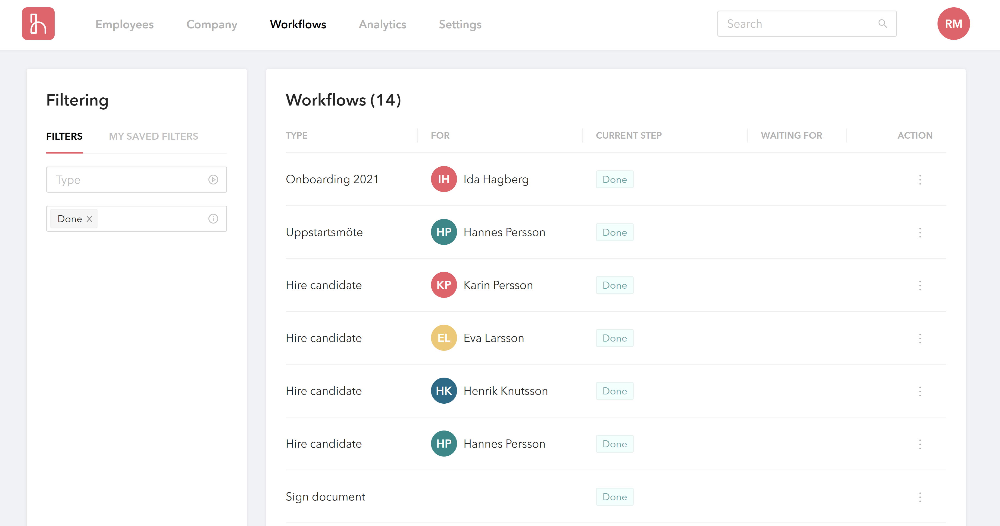 h Employees Company Workflows Analytics Settings Search RM
Filtering
FILTERS MY SAVED FILTERS
Type
Done X
Workflows (14)
TYPE FOR CURRENT STEP WAITING FOR ACTION
Onboarding 2021 IH Ida Hagberg Done
Uppstartsmöte HP Hannes Persson Done
Hire candidate KP Karin Persson Done
Hire candidate EL Eva Larsson Done
Hire candidate HK Henrik Knutsson Done
Hire candidate HP Hannes Persson Done
Sign document Done